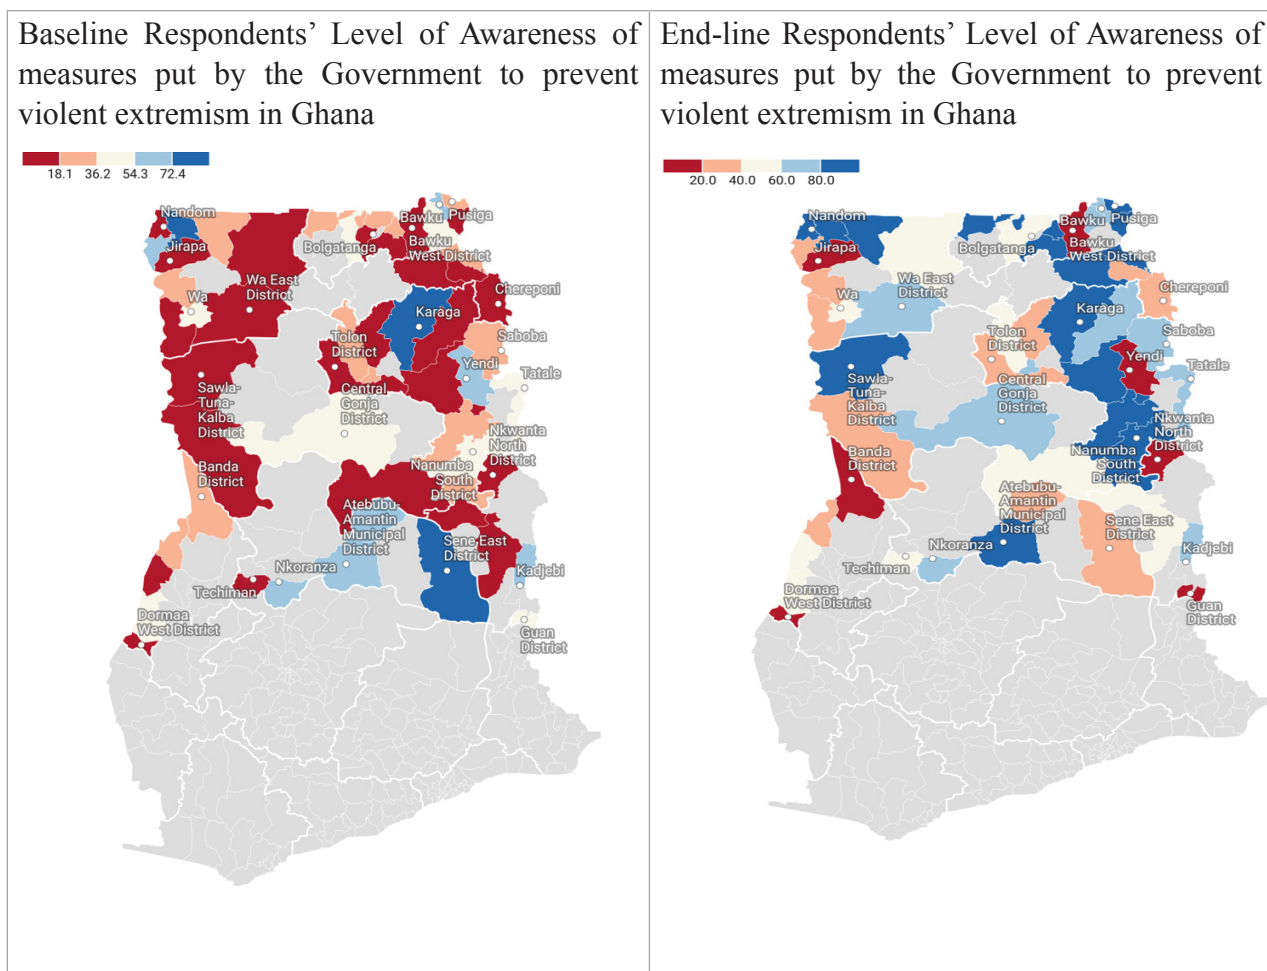 Baseline Respondents’ Level of Awareness of
measures put by the Government to prevent
violent extremism in Ghana
18.1 36.2 54.3 72.4
Nandom
Bawku Pusiga
Jirapa
Bolgatanga
Bawku
West District
Wa East
District
Wa
Chereponi
Karaga
Tolon
District
Saboba
Yendi
Tatale
Sawla-
Tuna-
Kalba
District
Central
Gonja
District
Nkwanta
North
District
Banda
District
Nanumba
South
District
Atebubu-
Amantin
Municipal
District
Sene East
District
Nkoranza
Kadjebi
Techiman
Dormaa
West District
Guan
District
End-line Respondents’ Level of Awareness of
measures put by the Government to prevent
violent extremism in Ghana
20.0 40.0 60.0 80.0
Nandom
Bawku Pusiga
Jirapa
Bolgatanga
Bawku
West District
Wa East
District
Wa
Chereponi
Karaga
Tolon
District
Saboba
Yendi
Tatale
Sawla-
Tuna-
Kalba
District
Central
Gonja
District
Nkwanta
North
District
Banda
District
Nanumba
South
District
Atebubu-
Amantin
Municipal
District
Sene East
District
Nkoranza
Kadjebi
Techiman
Dormaa
West District
Guan
District